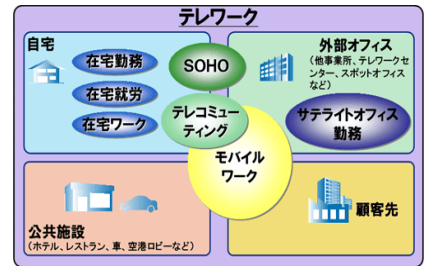 テレワーク
自宅
在宅勤務
在宅就労
在宅ワーク
SOHO
テレコミュー
ティング
外部オフィス
(他事業所、テレワークセ
ンター、スポットオフィス
など)
サテライトオフィス
勤務
モバイル
ワーク
公共施設
(ホテル、レストラン、車、空港ロビーなど)
顧客先